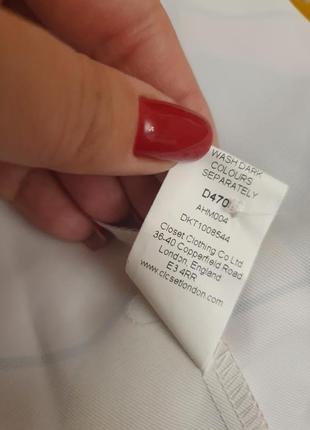 WASH DARK
COLOURS
SEPARATELY
D470
AHM004
DKT1008544
Closet Clothing Co Ltd.
36-40 Copperfield Road
London, England
E3 4RR
www.closetlondon.com